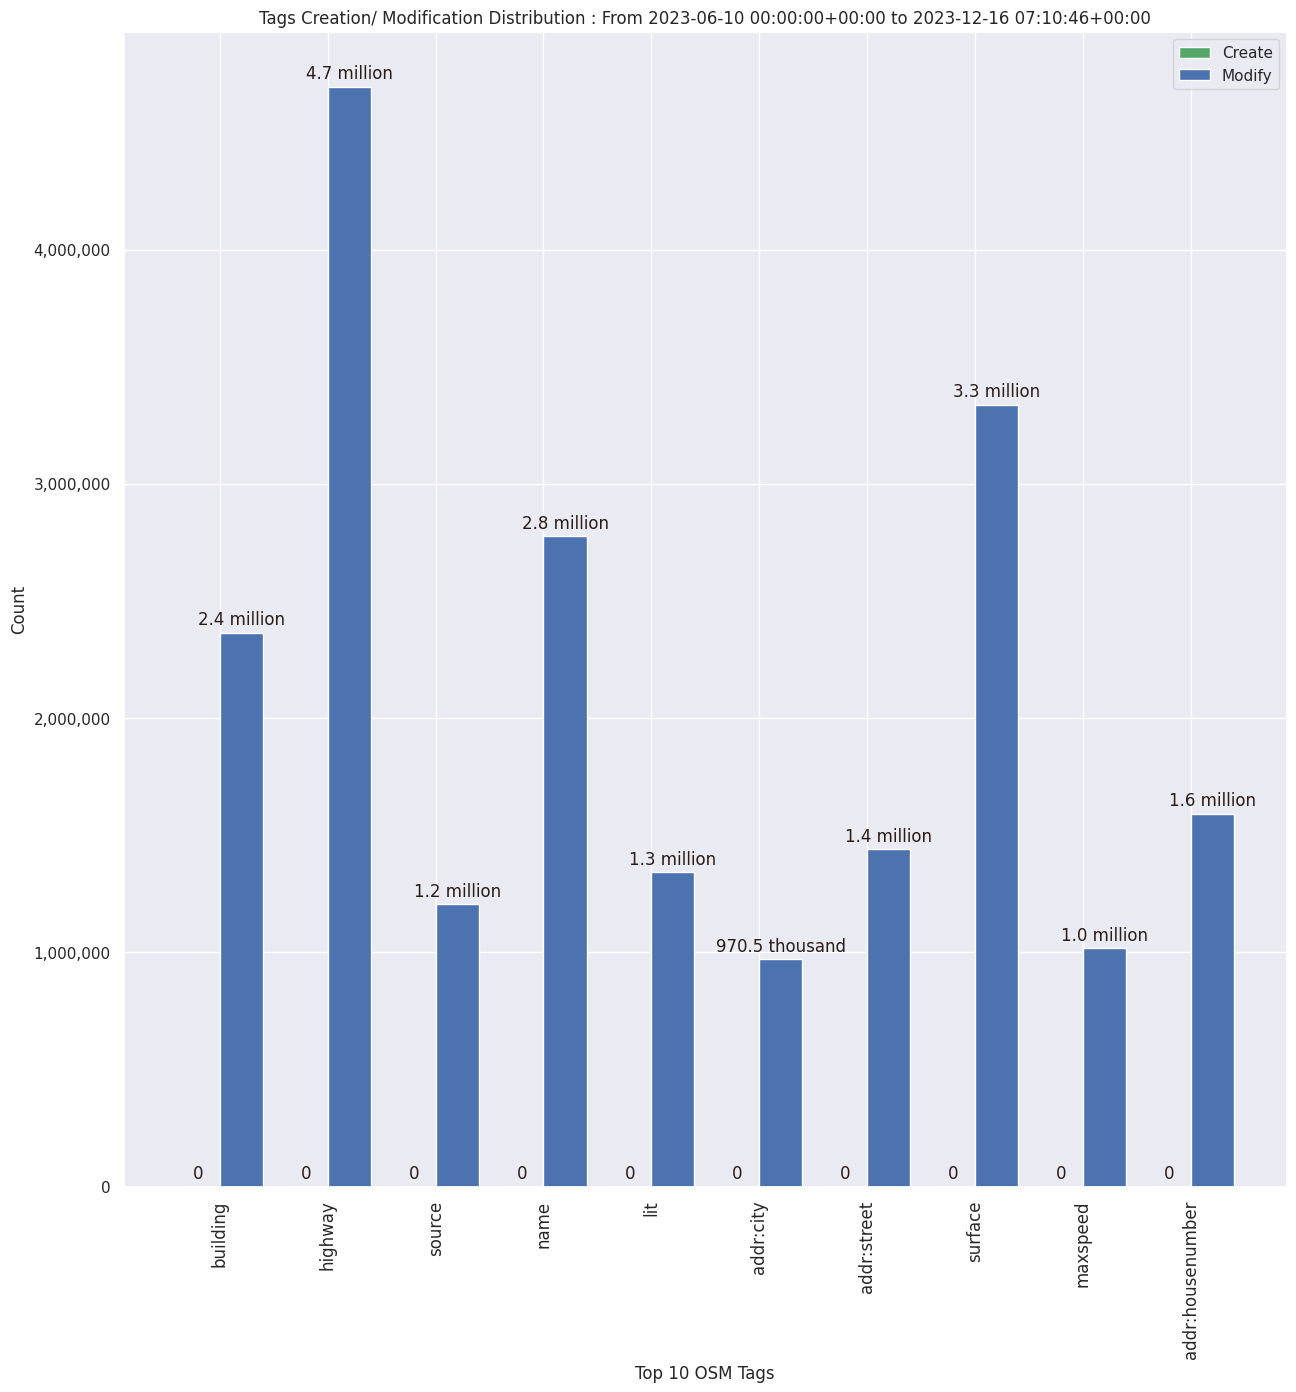 Tags Creation/ Modification Distribution : From 2023-06-10 00:00:00+00:00 to 2023-12-16 07:10:46+00:00
Create
Modify
4.7 million
4,000,000
3.3 million
3,000,000
2.8 million
2.4 million
2,000,000
1.6 million
1.4 million
1.3 million
1.2 million
1.0 million
970.5 thousand
1,000,000
0
0
0
0
0
0
0
0
0
0
0
Count
building
highway
source
name
lit
addr:city
addr:street
surface
maxspeed
addr:housenumber
Top 10 OSM Tags